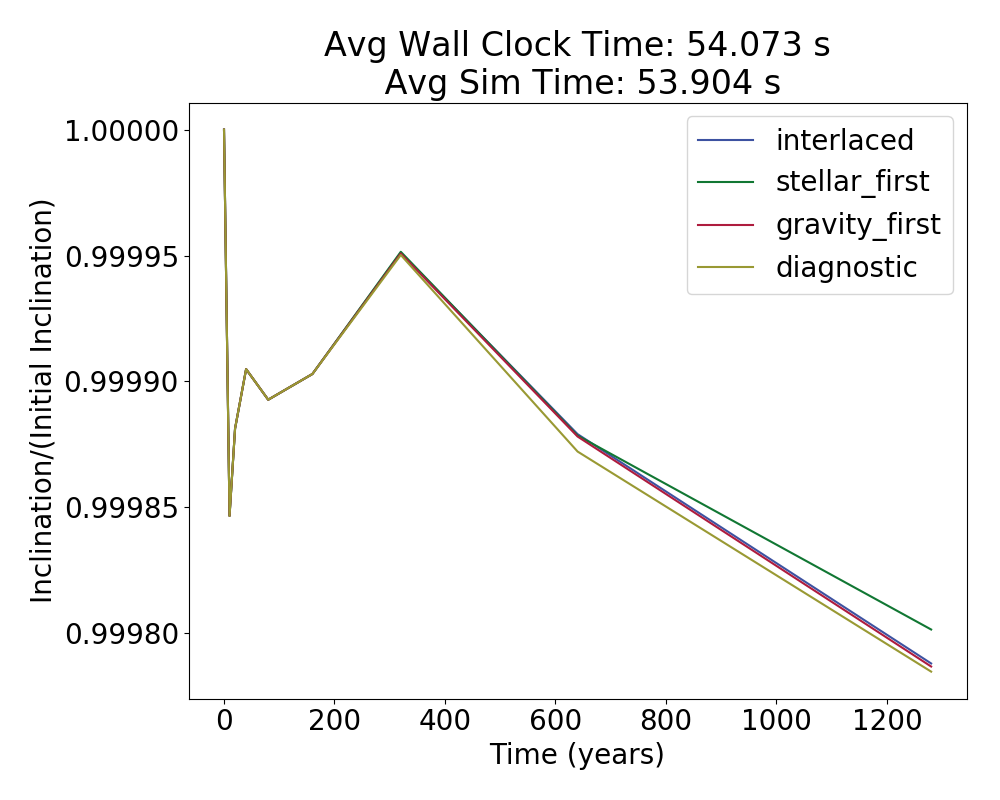 Avg Wall Clock Time: 54.073 s
Avg Sim Time: 53.904 s
Inclination/(Initial Inclination)
1.00000
0.99995
0.99990
0.99985
0.99980
interlaced
stellar_first
gravity_first
diagnostic
0 200 400 600 800 1000 1200
Time (years)